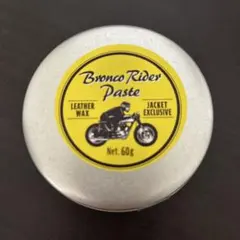 Bronco Rider
Paste
LEATHER
WAX
JACKET
EXCLUSIVE
Net. 60g